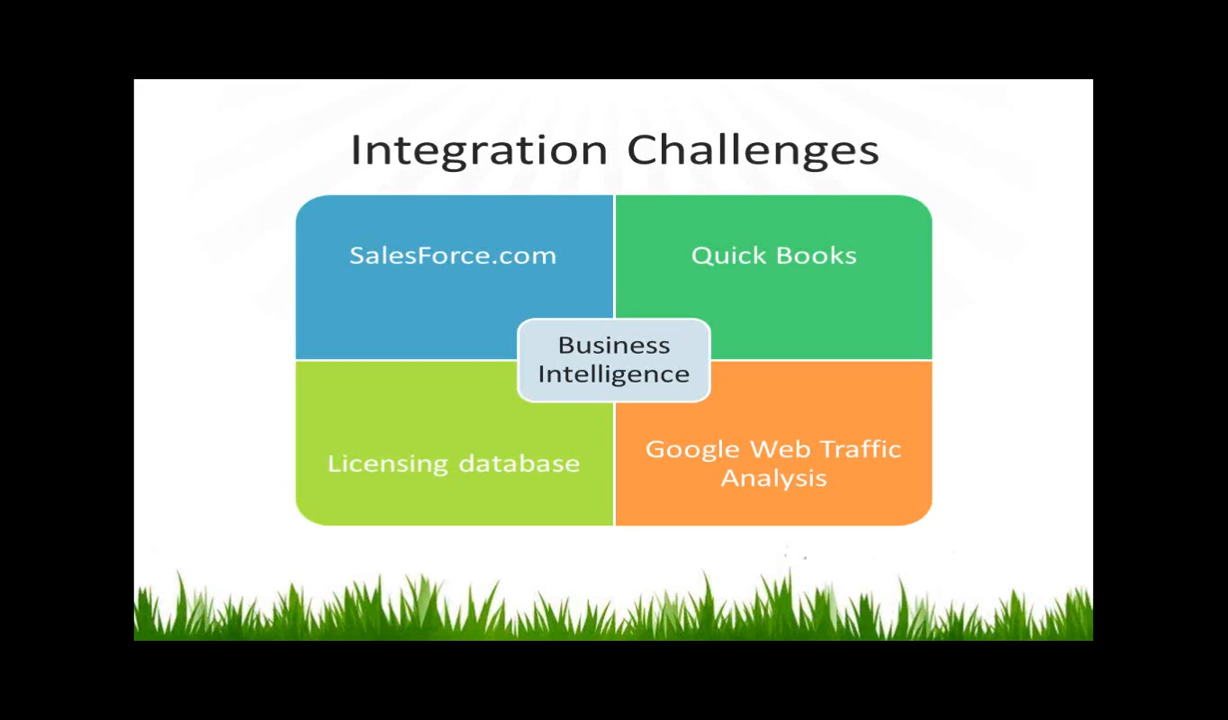 Integration Challenges
SalesForce.com
Quick Books
Business
Intelligence
Licensing database
Google Web Traffic
Analysis